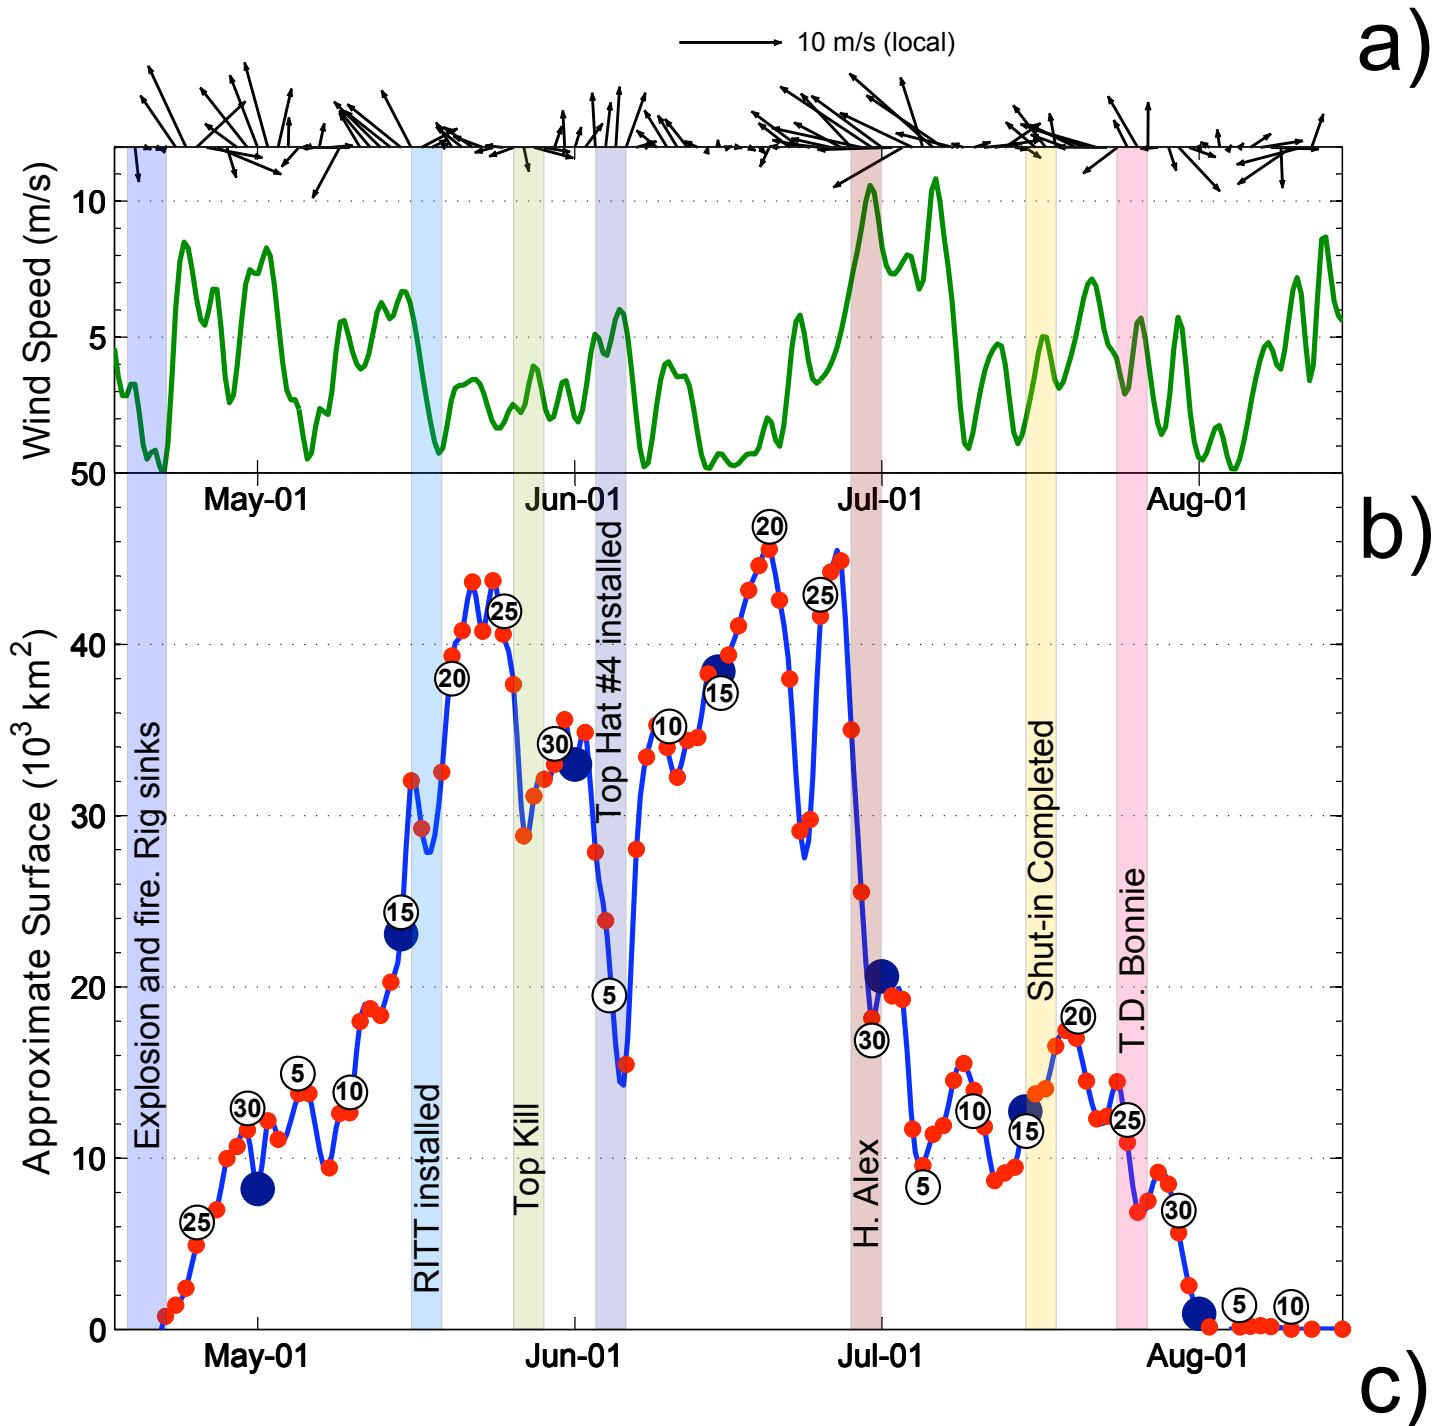 a)
10 m/s (local)
Wind Speed (m/s)
10
5
50
May-01
Jun-01
Jul-01
Aug-01
b)
Approximate Surface (10³ km²)
40
30
20
10
0
Explosion and fire. Rig sinks
RITT installed
Top Kill
Top Hat #4 installed
H. Alex
Shut-in Completed
T.D. Bonnie
25
30
5
10
15
20
25
30
5
10
15
20
25
30
5
10
15
20
25
30
5
10
May-01
Jun-01
Jul-01
Aug-01
c)